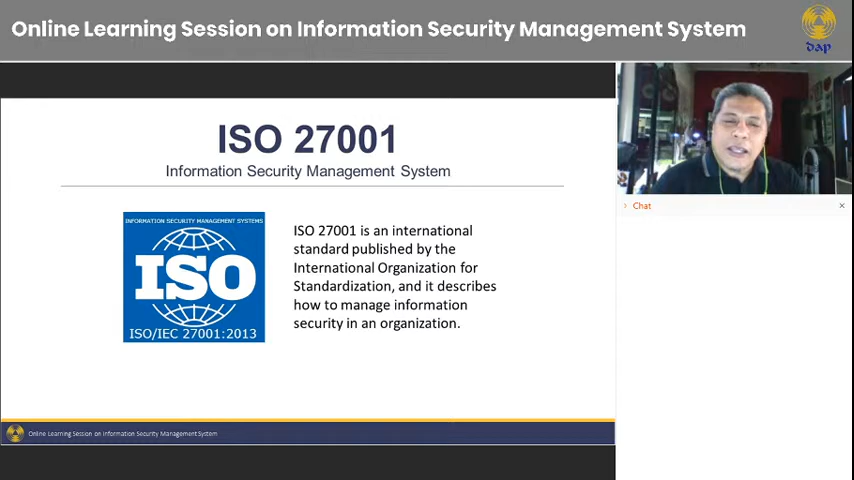 Online Learning Session on Information Security Management System
dap
ISO 27001
Information Security Management System
INFORMATION SECURITY MANAGEMENT SYSTEMS
ISO
ISO/IEC 27001:2013
ISO 27001 is an international
standard published by the
International Organization for
Standardization, and it describes
how to manage information
security in an organization.
Online Learning Session on Information Security Management System
Chat